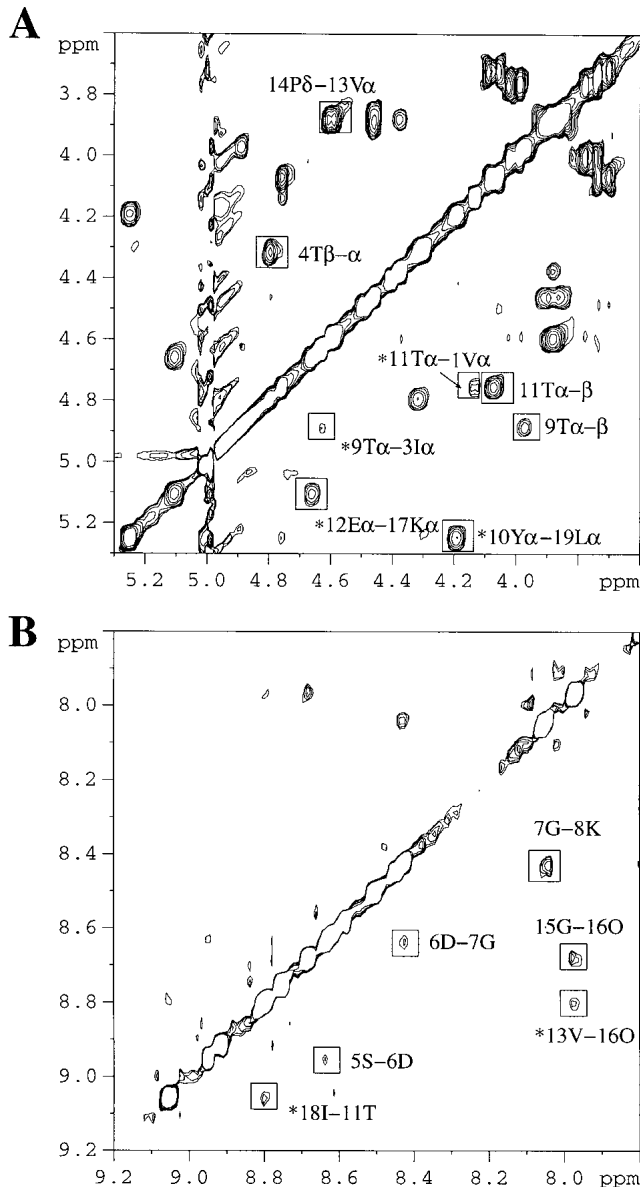 A
ppm
3.8
4.0
4.2
4.4
4.6
4.8
5.0
5.2
14Pδ−13Vα
4Tβ−α
*11Tα−1Vα
11Tα−β
9Tα−β
*9Tα−3Iα
*12Eα−17Kα
*10Yα−19Lα
5.2 5.0 4.8 4.6 4.4 4.2 4.0 ppm
B
ppm
8.0
8.2
8.4
8.6
8.8
9.0
9.2
7G−8K
6D−7G
15G−16O
*13V−16O
5S−6D
*18I−11T
9.2 9.0 8.8 8.6 8.4 8.2 8.0 ppm